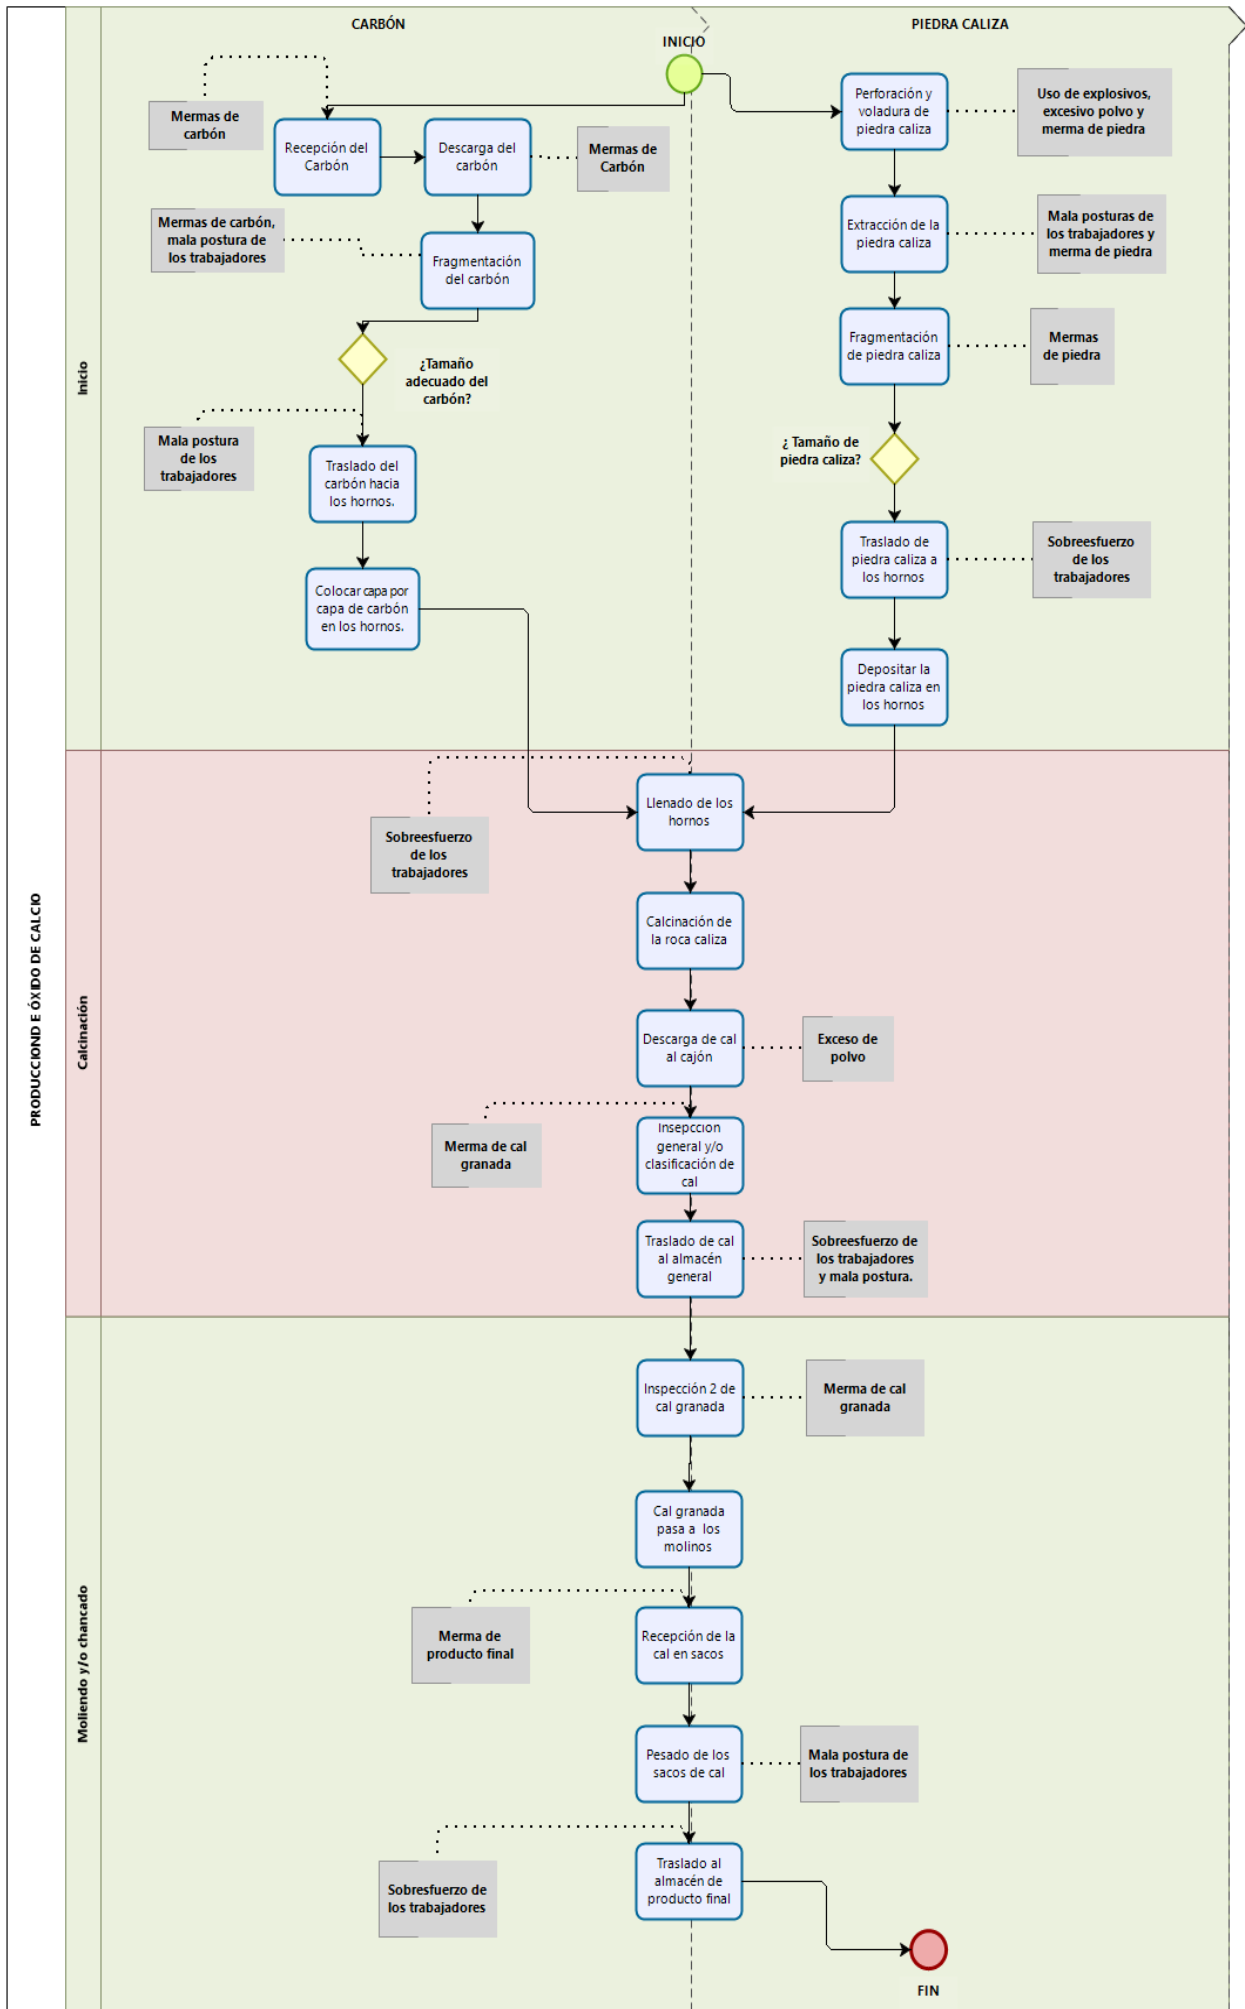 CARBÓN
PIEDRA CALIZA
INICIO
Mermas de
carbón
Recepción del
Carbón
Descarga del
carbón
Mermas de
Carbón
Perforación y
voladura de
piedra caliza
Uso de explosivos,
excesivo polvo y
merma de piedra
Mermas de carbón,
mala postura de
los trabajadores
Fragmentación
del carbón
Extracción de la
piedra caliza
Mala posturas de
los trabajadores y
merma de piedra
¿Tamaño
adecuado del
carbón?
Fragmentación
de piedra caliza
Mermas
de piedra
Inicio
Mala postura
de los
trabajadores
Traslado del
carbón hacia
los hornos.
¿ Tamaño de
piedra caliza?
Colocar capa por
capa de carbón
en los hornos.
Traslado de
piedra caliza a
los hornos
Sobreesfuerzo
de los
trabajadores
Depositar la
piedra caliza en
los hornos
PRODUCCIOND E ÓXIDO DE CALCIO
Calcinación
Llenado de los
hornos
Sobreesfuerzo
de los
trabajadores
Calcinación de
la roca caliza
Descarga de cal
al cajón
Exceso de
polvo
Merma de cal
granada
Insepcción
general y/o
clasificación de
cal
Traslado de cal
al almacén
general
Sobreesfuerzo de
los trabajadores
y mala postura.
Moliendo y/o chancado
Inspección 2 de
cal granada
Merma de cal
granada
Cal granada
pasa a los
molinos
Merma de
producto final
Recepción de la
cal en sacos
Pesado de los
sacos de cal
Mala postura de
los trabajadores
Sobresfuerzo de
los trabajadores
Traslado al
almacén de
producto final
FIN